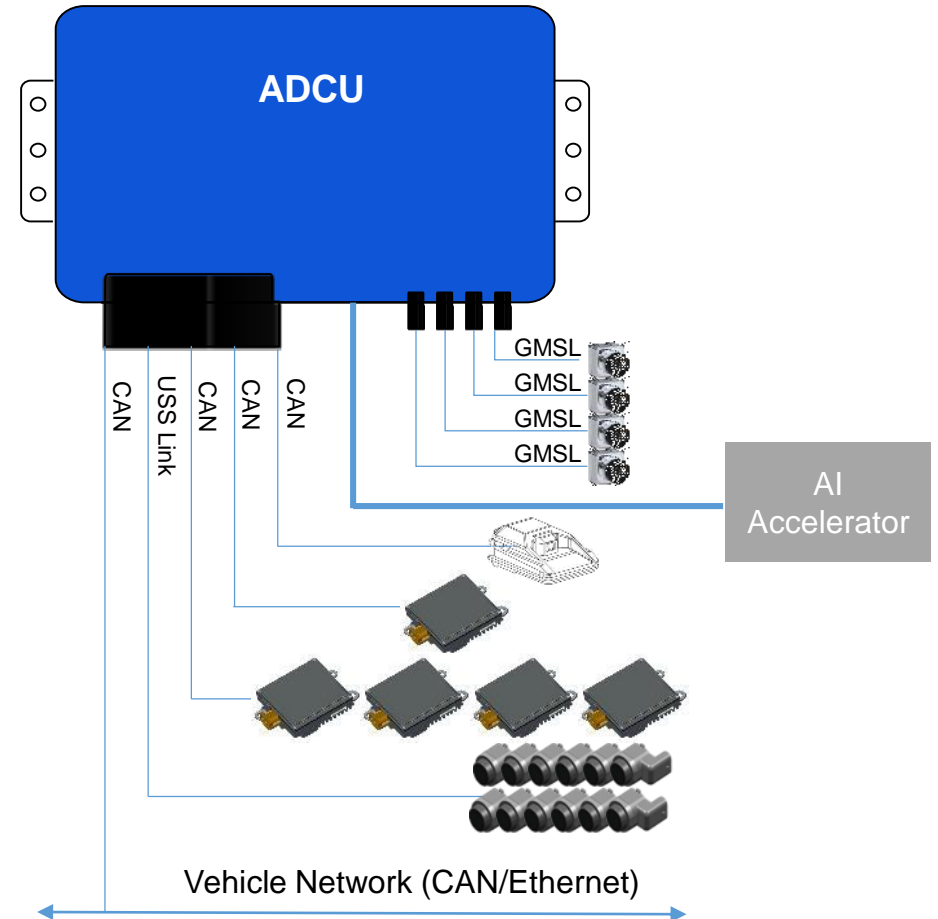 ADCU
GMSL
GMSL
GMSL
GMSL
CAN
USS Link
CAN
CAN
CAN
AI
Accelerator
Vehicle Network (CAN/Ethernet)